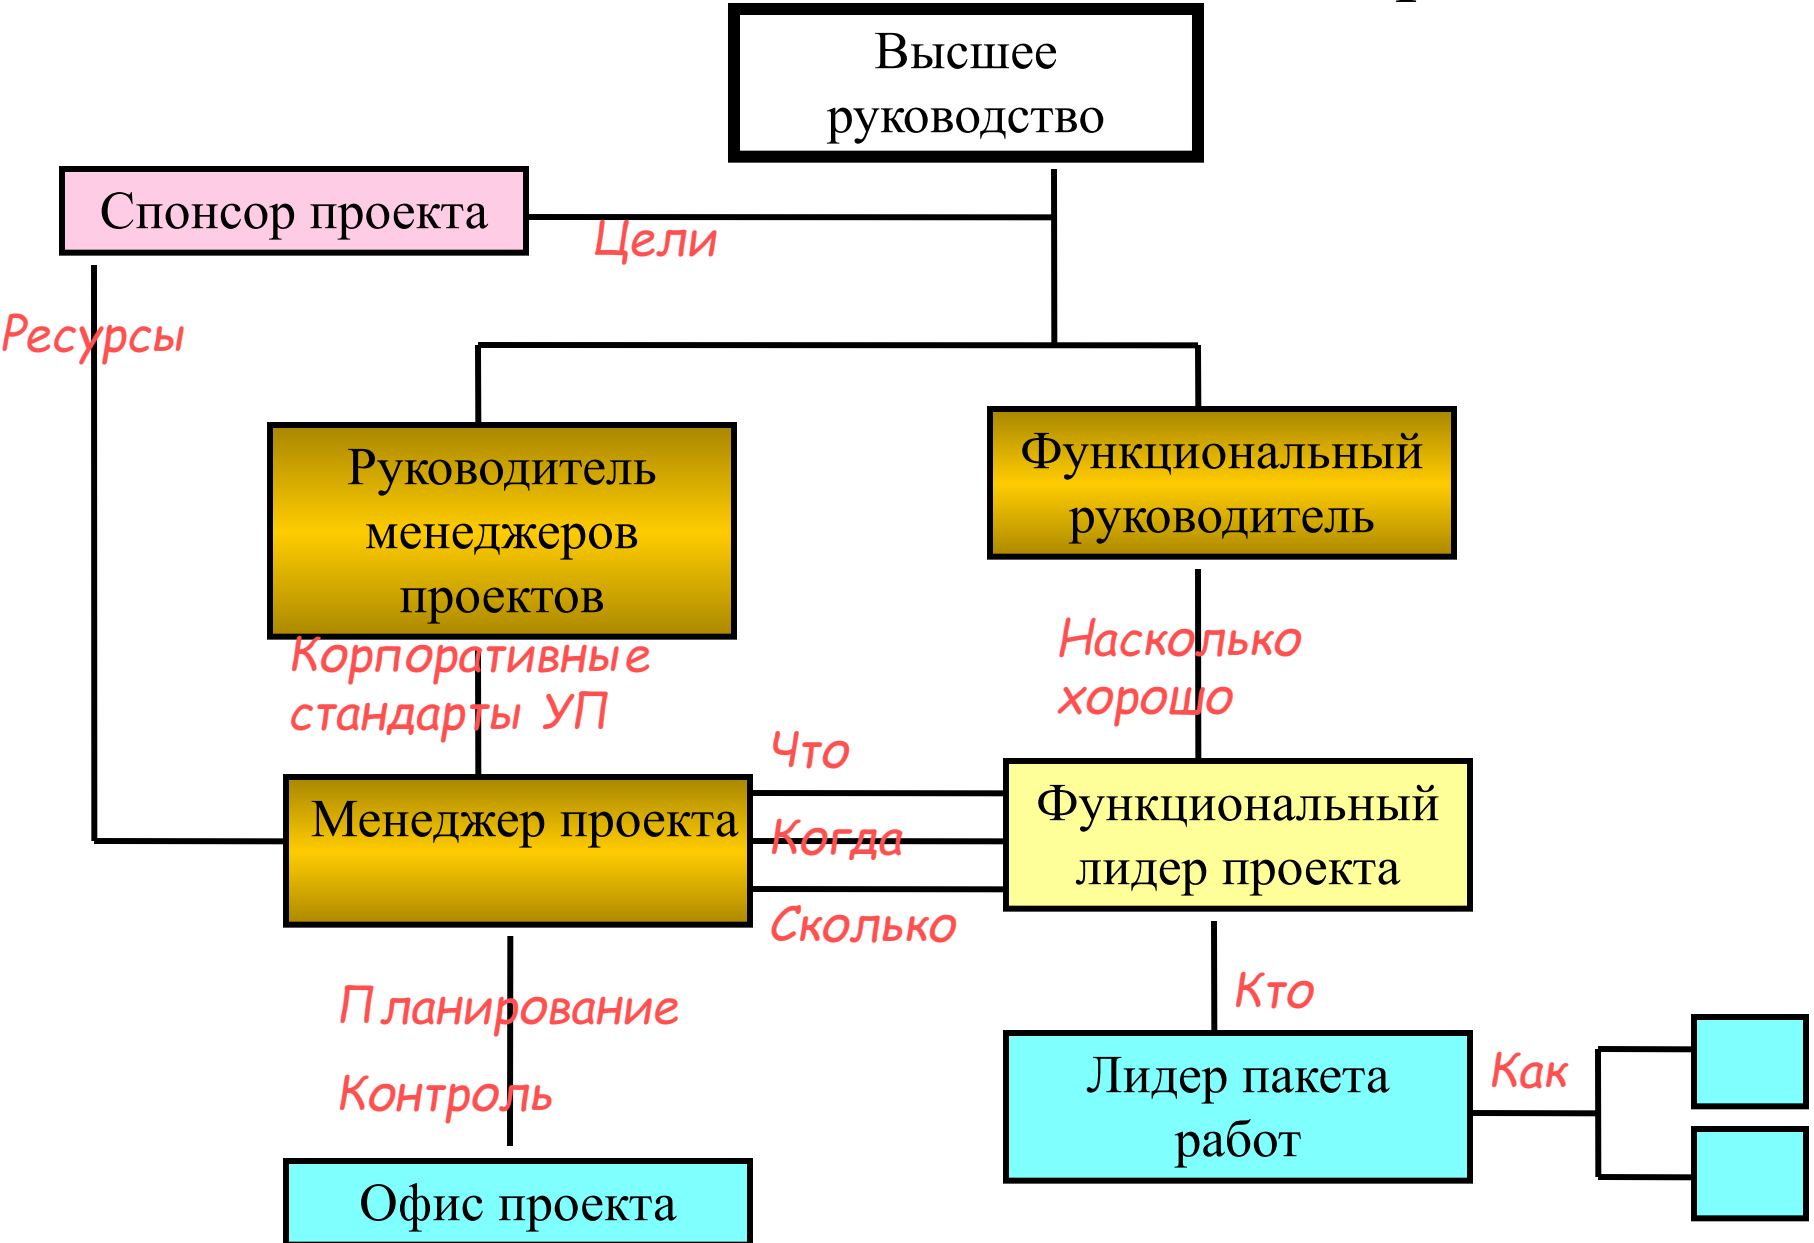 Высшее
руководство
Спонсор проекта
Цели
Ресурсы
Руководитель
менеджеров
проектов
Функциональный
руководитель
Корпоративные
стандарты УП
Насколько
хорошо
Что
Менеджер проекта
Когда
Функциональный
лидер проекта
Сколько
Планирование
Кто
Контроль
Лидер пакета
работ
Как
Офис проекта